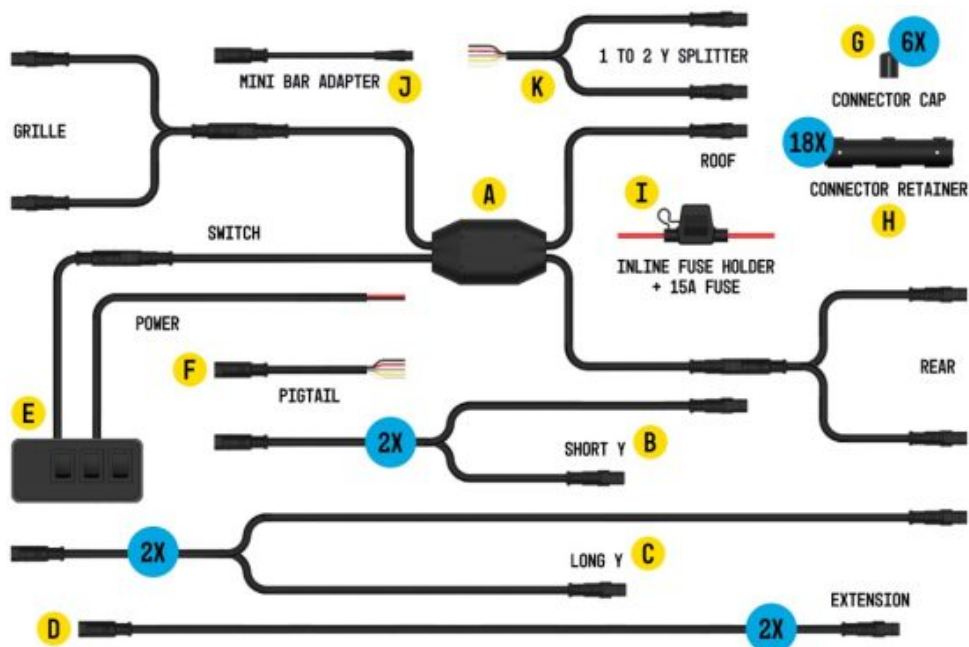 1 TO 2 Y SPLITTER
K
G
6X
CONNECTOR CAP
MINI BAR ADAPTER
J
GRILLE
ROOF
18X
CONNECTOR RETAINER
H
A
I
INLINE FUSE HOLDER
+ 15A FUSE
SWITCH
POWER
F
PIGTAIL
REAR
E
2X
SHORT Y
B
2X
LONG Y
C
D
2X
EXTENSION